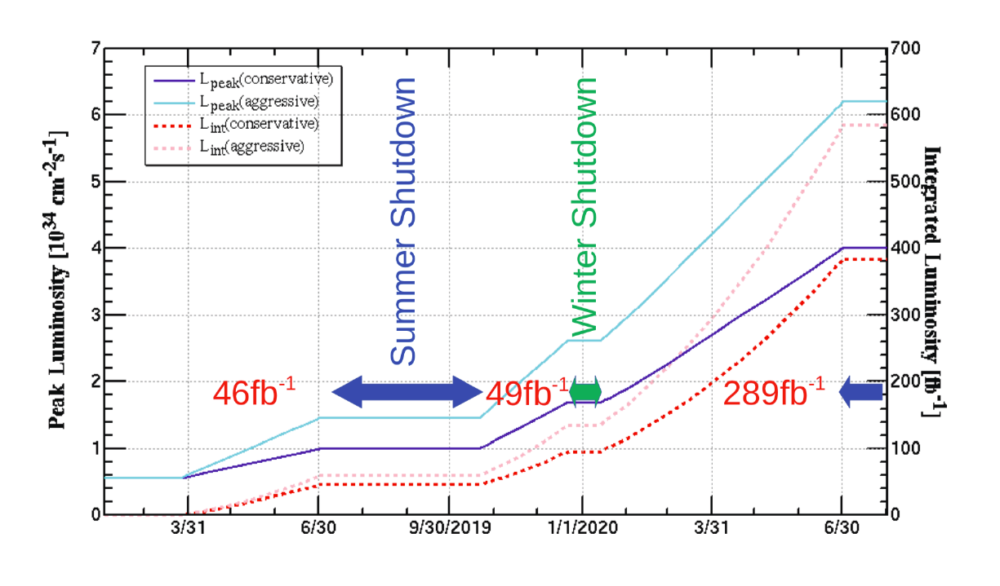 7
6
5
4
3
2
1
0
Peak Luminosity [10³⁴ cm⁻²s⁻¹]
L_peak(conservative)
L_peak(aggressive)
L_int(conservative)
L_int(aggressive)
Summer Shutdown
Winter Shutdown
46fb⁻¹
49fb⁻¹
289fb⁻¹
700
600
500
400
300
200
100
0
Integrated Luminosity [fb⁻¹]
3/31 6/30 9/30/2019 1/1/2020 3/31 6/30